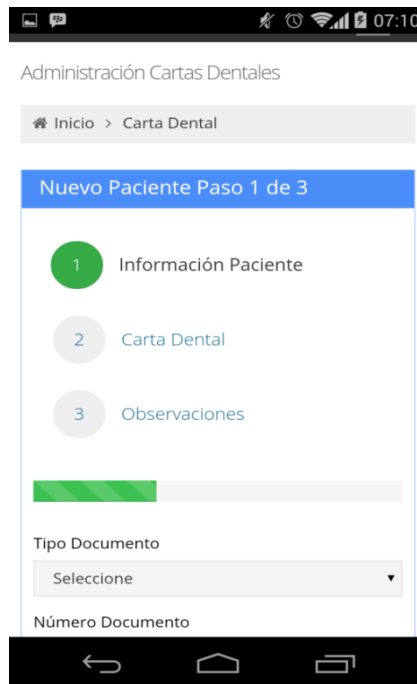 07:10
Administración Cartas Dentales
Inicio > Carta Dental
Nuevo Paciente Paso 1 de 3
1 Información Paciente
2 Carta Dental
3 Observaciones
Tipo Documento
Seleccione
Número Documento